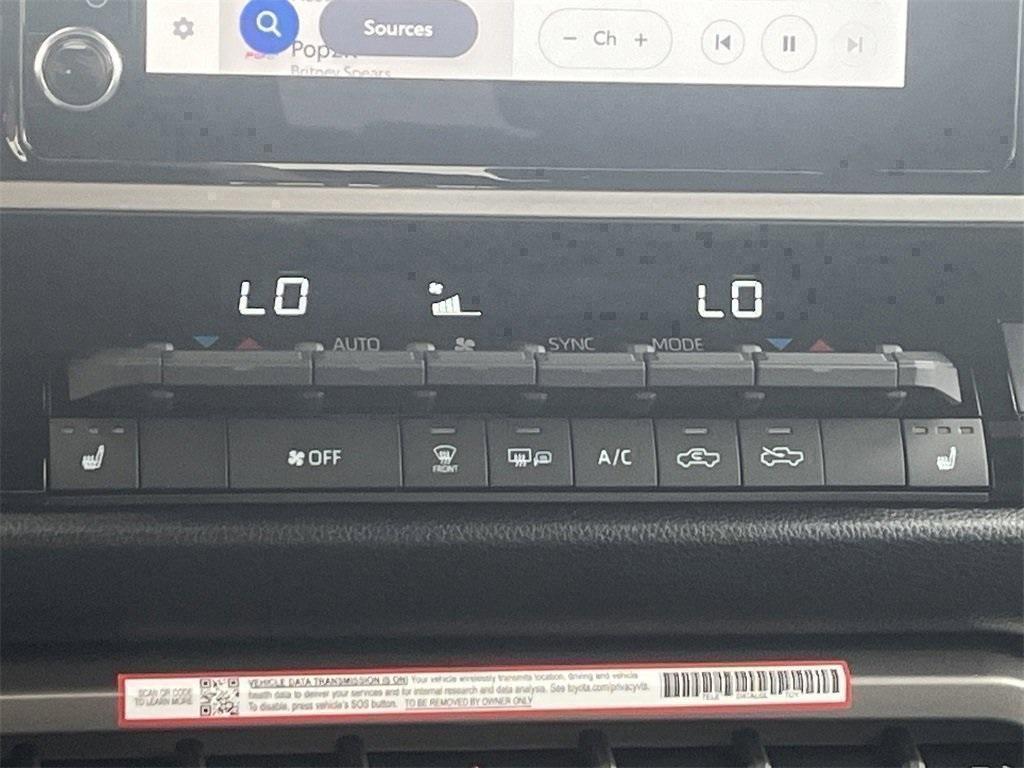 Sources
Pop2K
Britney Spears
− Ch +
LO
LO
AUTO
SYNC
MODE
OFF
FRONT
A/C
SCAN QR CODE
TO LEARN MORE
VEHICLE DATA TRANSMISSION IS ON! Your vehicle wirelessly transmits location, driving and vehicle
health data to deliver your services and for internal research and data analysis. See toyota.com/privacyvts.
To disable, press vehicle's SOS button. TO BE REMOVED BY OWNER ONLY